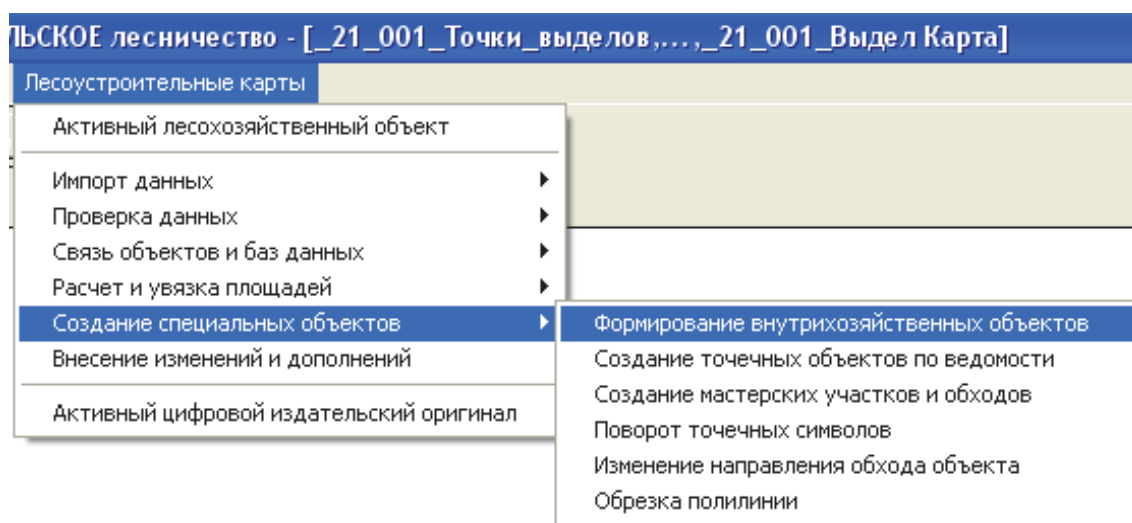 ЛЬСКОЕ лесничество - [_21_001_Точки_выделов,...,_21_001_Выдел Карта]
Лесоустроительные карты
Активный лесохозяйственный объект
Импорт данных
Проверка данных
Связь объектов и баз данных
Расчет и увязка площадей
Создание специальных объектов
Внесение изменений и дополнений
Активный цифровой издательский оригинал
Формирование внутрихозяйственных объектов
Создание точечных объектов по ведомости
Создание мастерских участков и обходов
Поворот точечных символов
Изменение направления обхода объекта
Обрезка полилинии